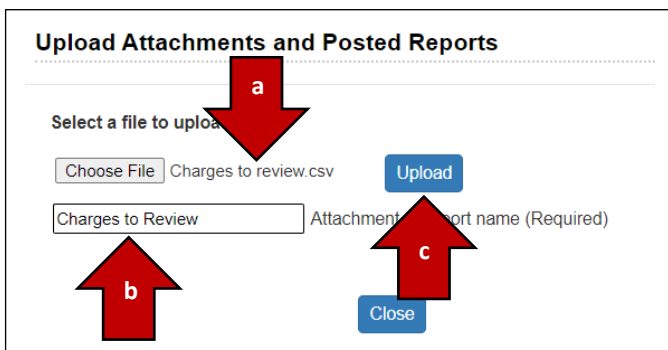 Upload Attachments and Posted Reports
a
Select a file to uploa
Choose File Charges to review.csv Upload
Charges to Review Attachment port name (Required)
c
b
Close